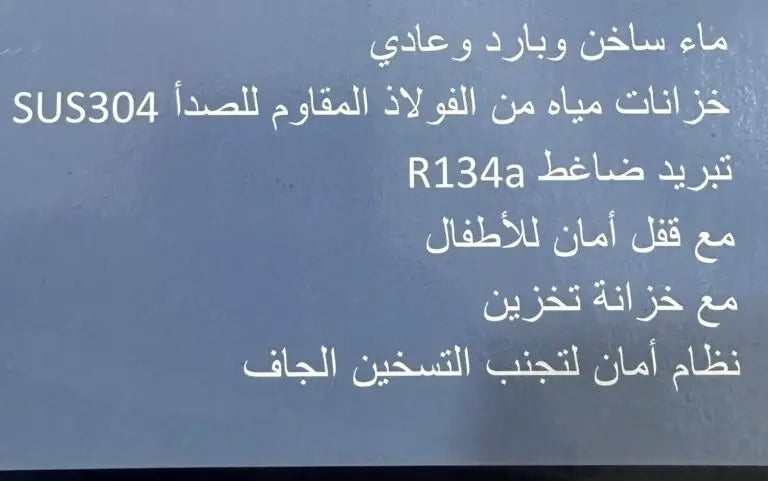 ماء ساخن وبارد وعادي
خزانات مياه من الفولاذ المقاوم للصدأ SUS304
تبريد ضاغط R134a
مع قفل أمان للأطفال
مع خزانة تخزين
نظام أمان لتجنب التسخين الجاف